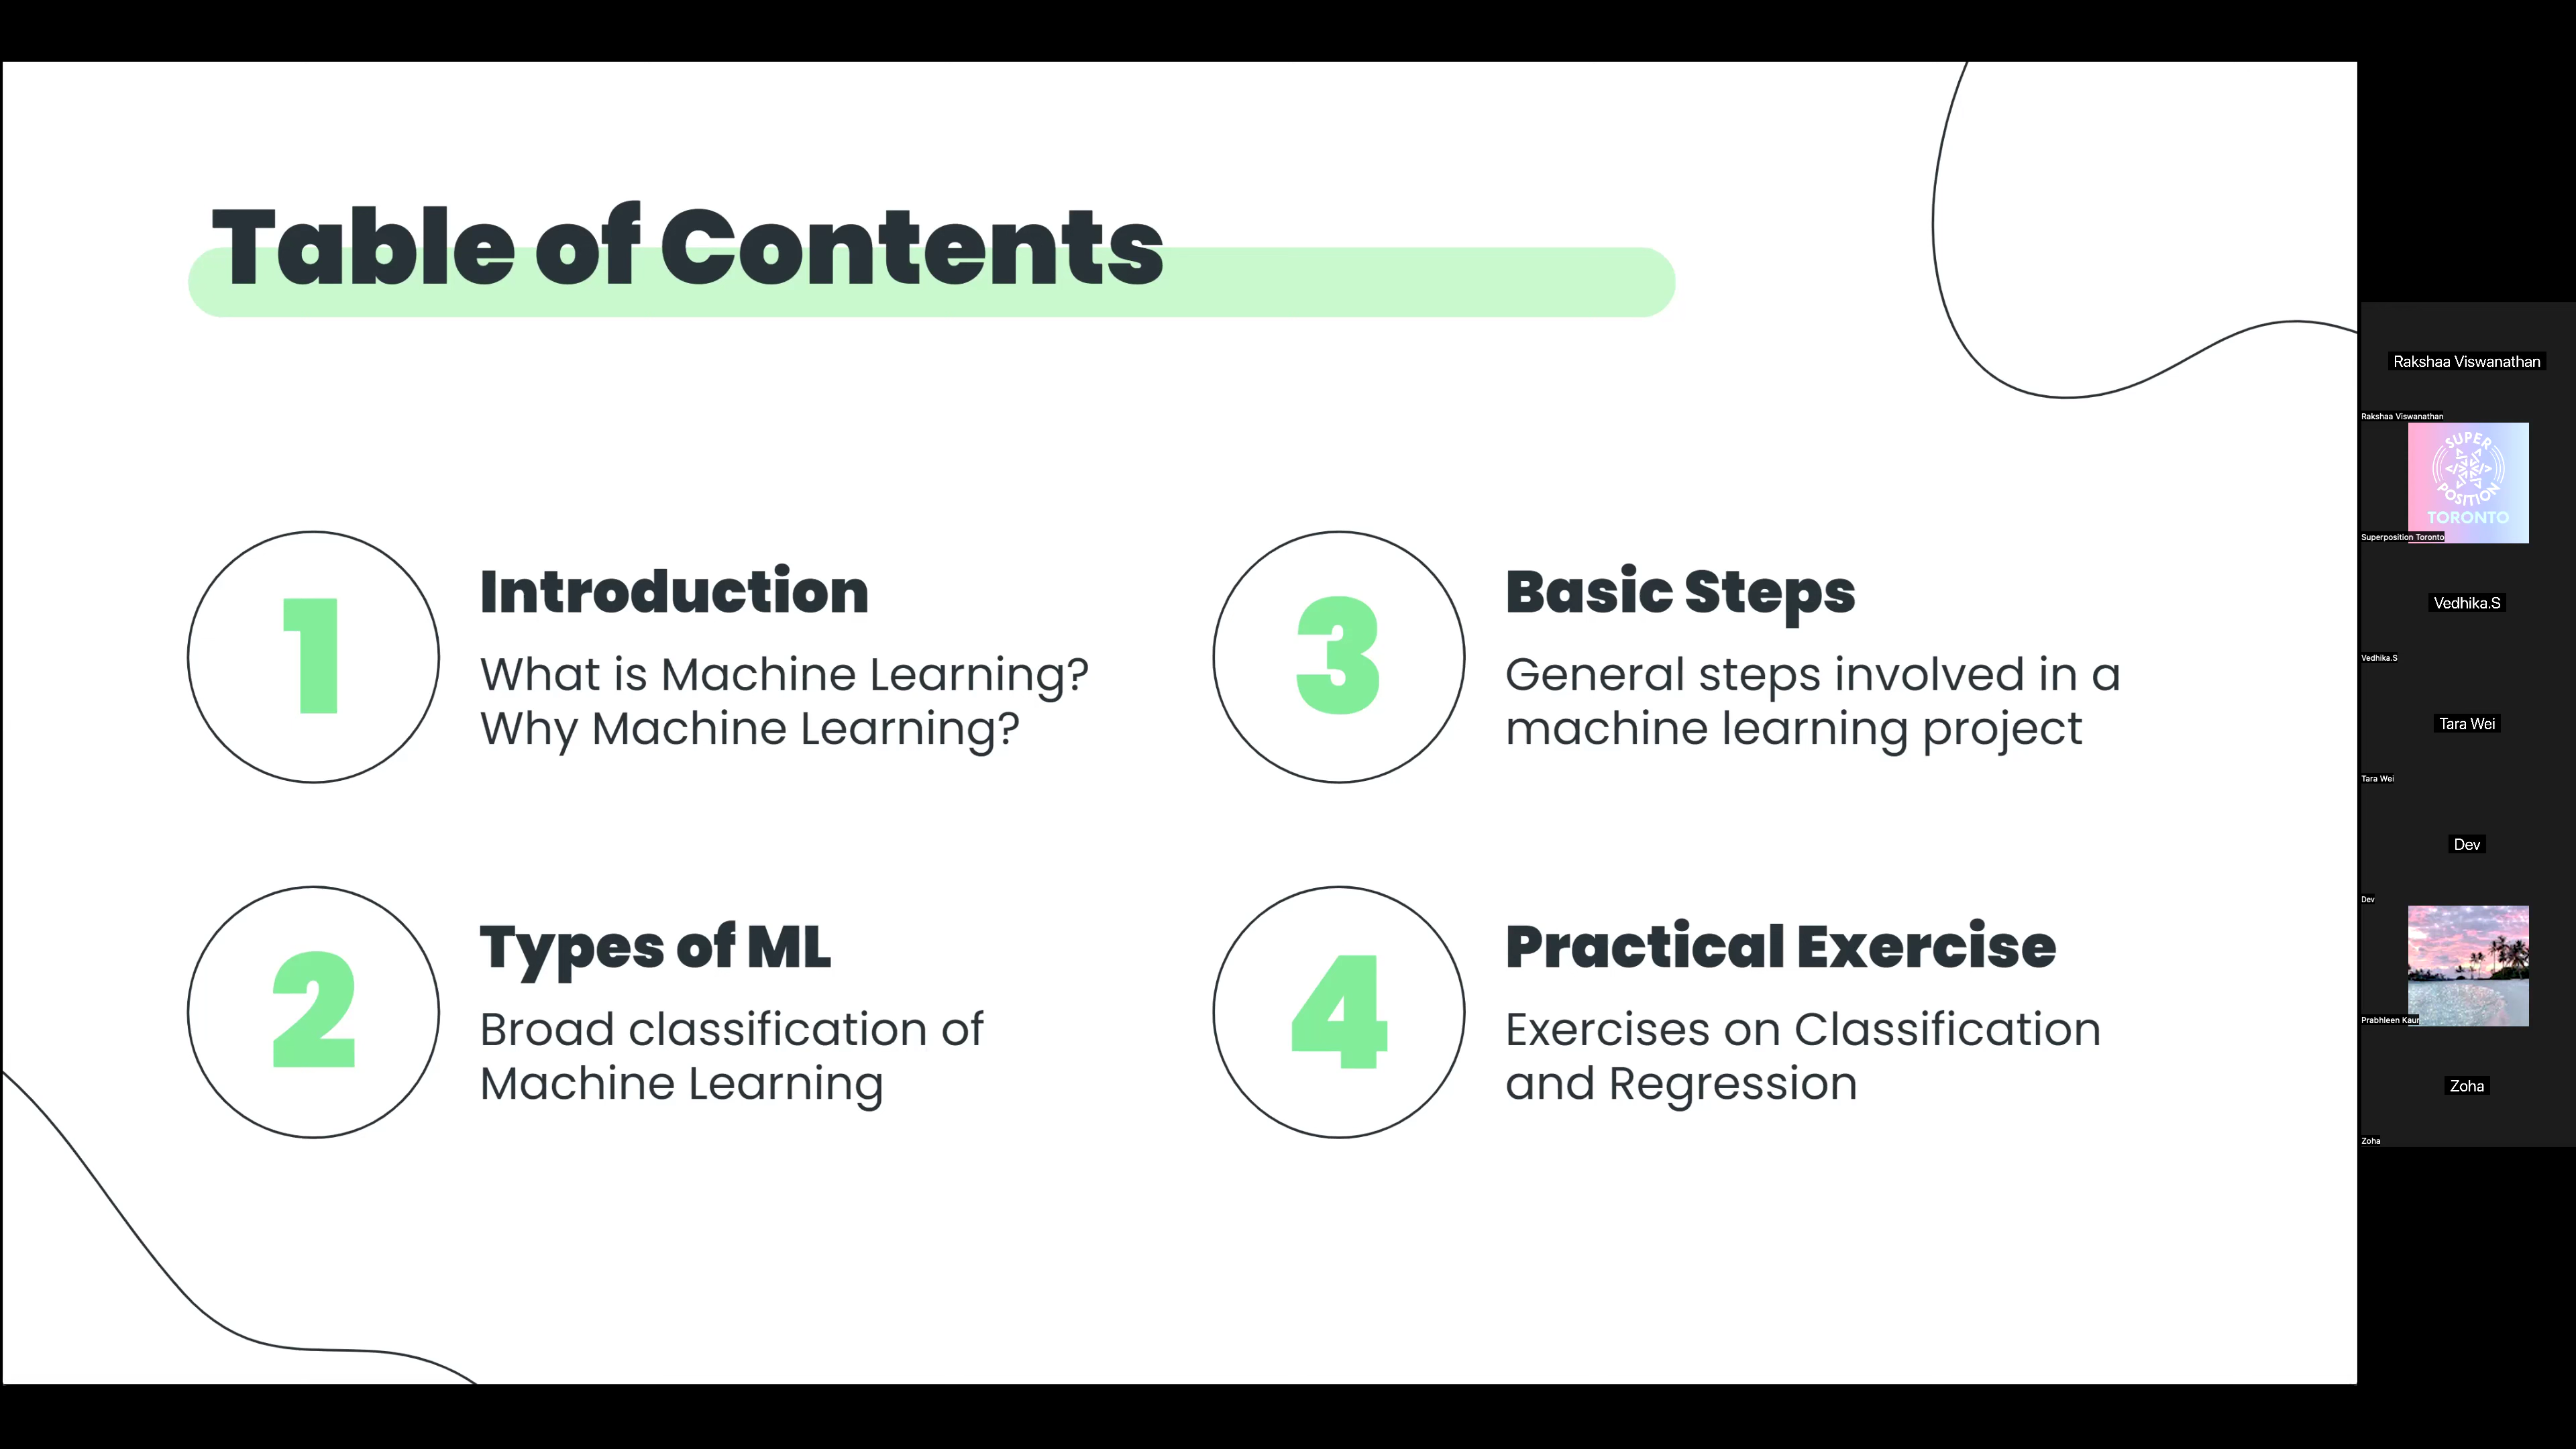 Table of Contents
1
Introduction
What is Machine Learning?
Why Machine Learning?
2
Types of ML
Broad classification of
Machine Learning
3
Basic Steps
General steps involved in a
machine learning project
4
Practical Exercise
Exercises on Classification
and Regression
Rakshaa Viswanathan
Rakshaa Viswanathan
SUPER
POSITION
TORONTO
Superposition Toronto
Vedhika.S
Vedhika.S
Tara Wei
Tara Wei
Dev
Dev
Prabhleen Kaur
Zoha
Zoha